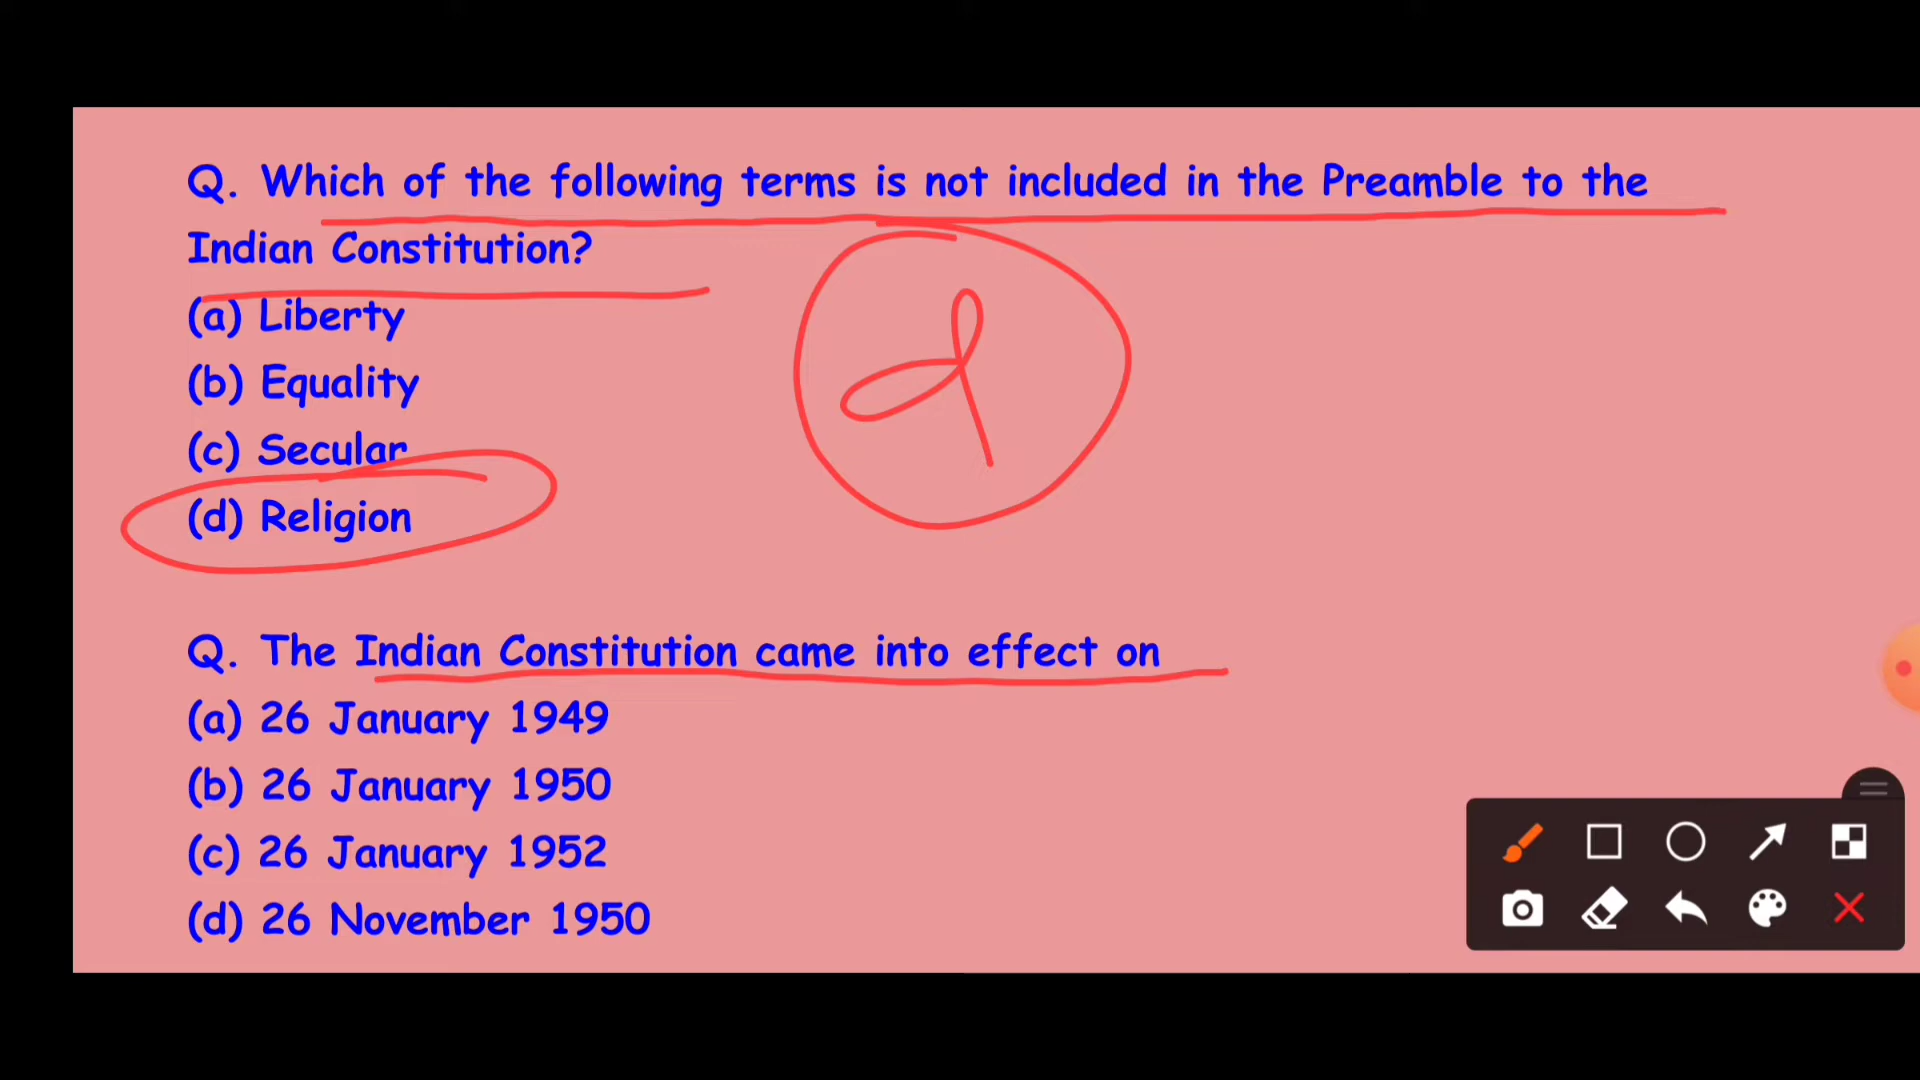 Q. Which of the following terms is not included in the Preamble to the
Indian Constitution?
(a) Liberty
(b) Equality
(c) Secular
(d) Religion
d
Q. The Indian Constitution came into effect on
(a) 26 January 1949
(b) 26 January 1950
(c) 26 January 1952
(d) 26 November 1950